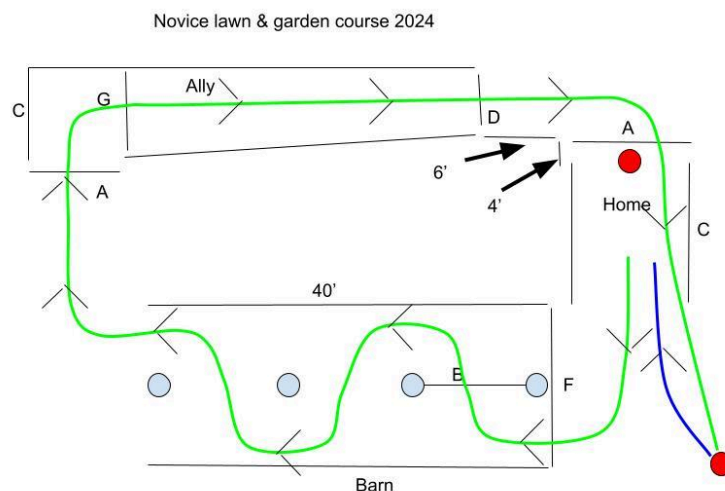 Novice lawn & garden course 2024
Ally
G
C
D
A
6’
A
4’
Home
C
40’
B
F
Barn